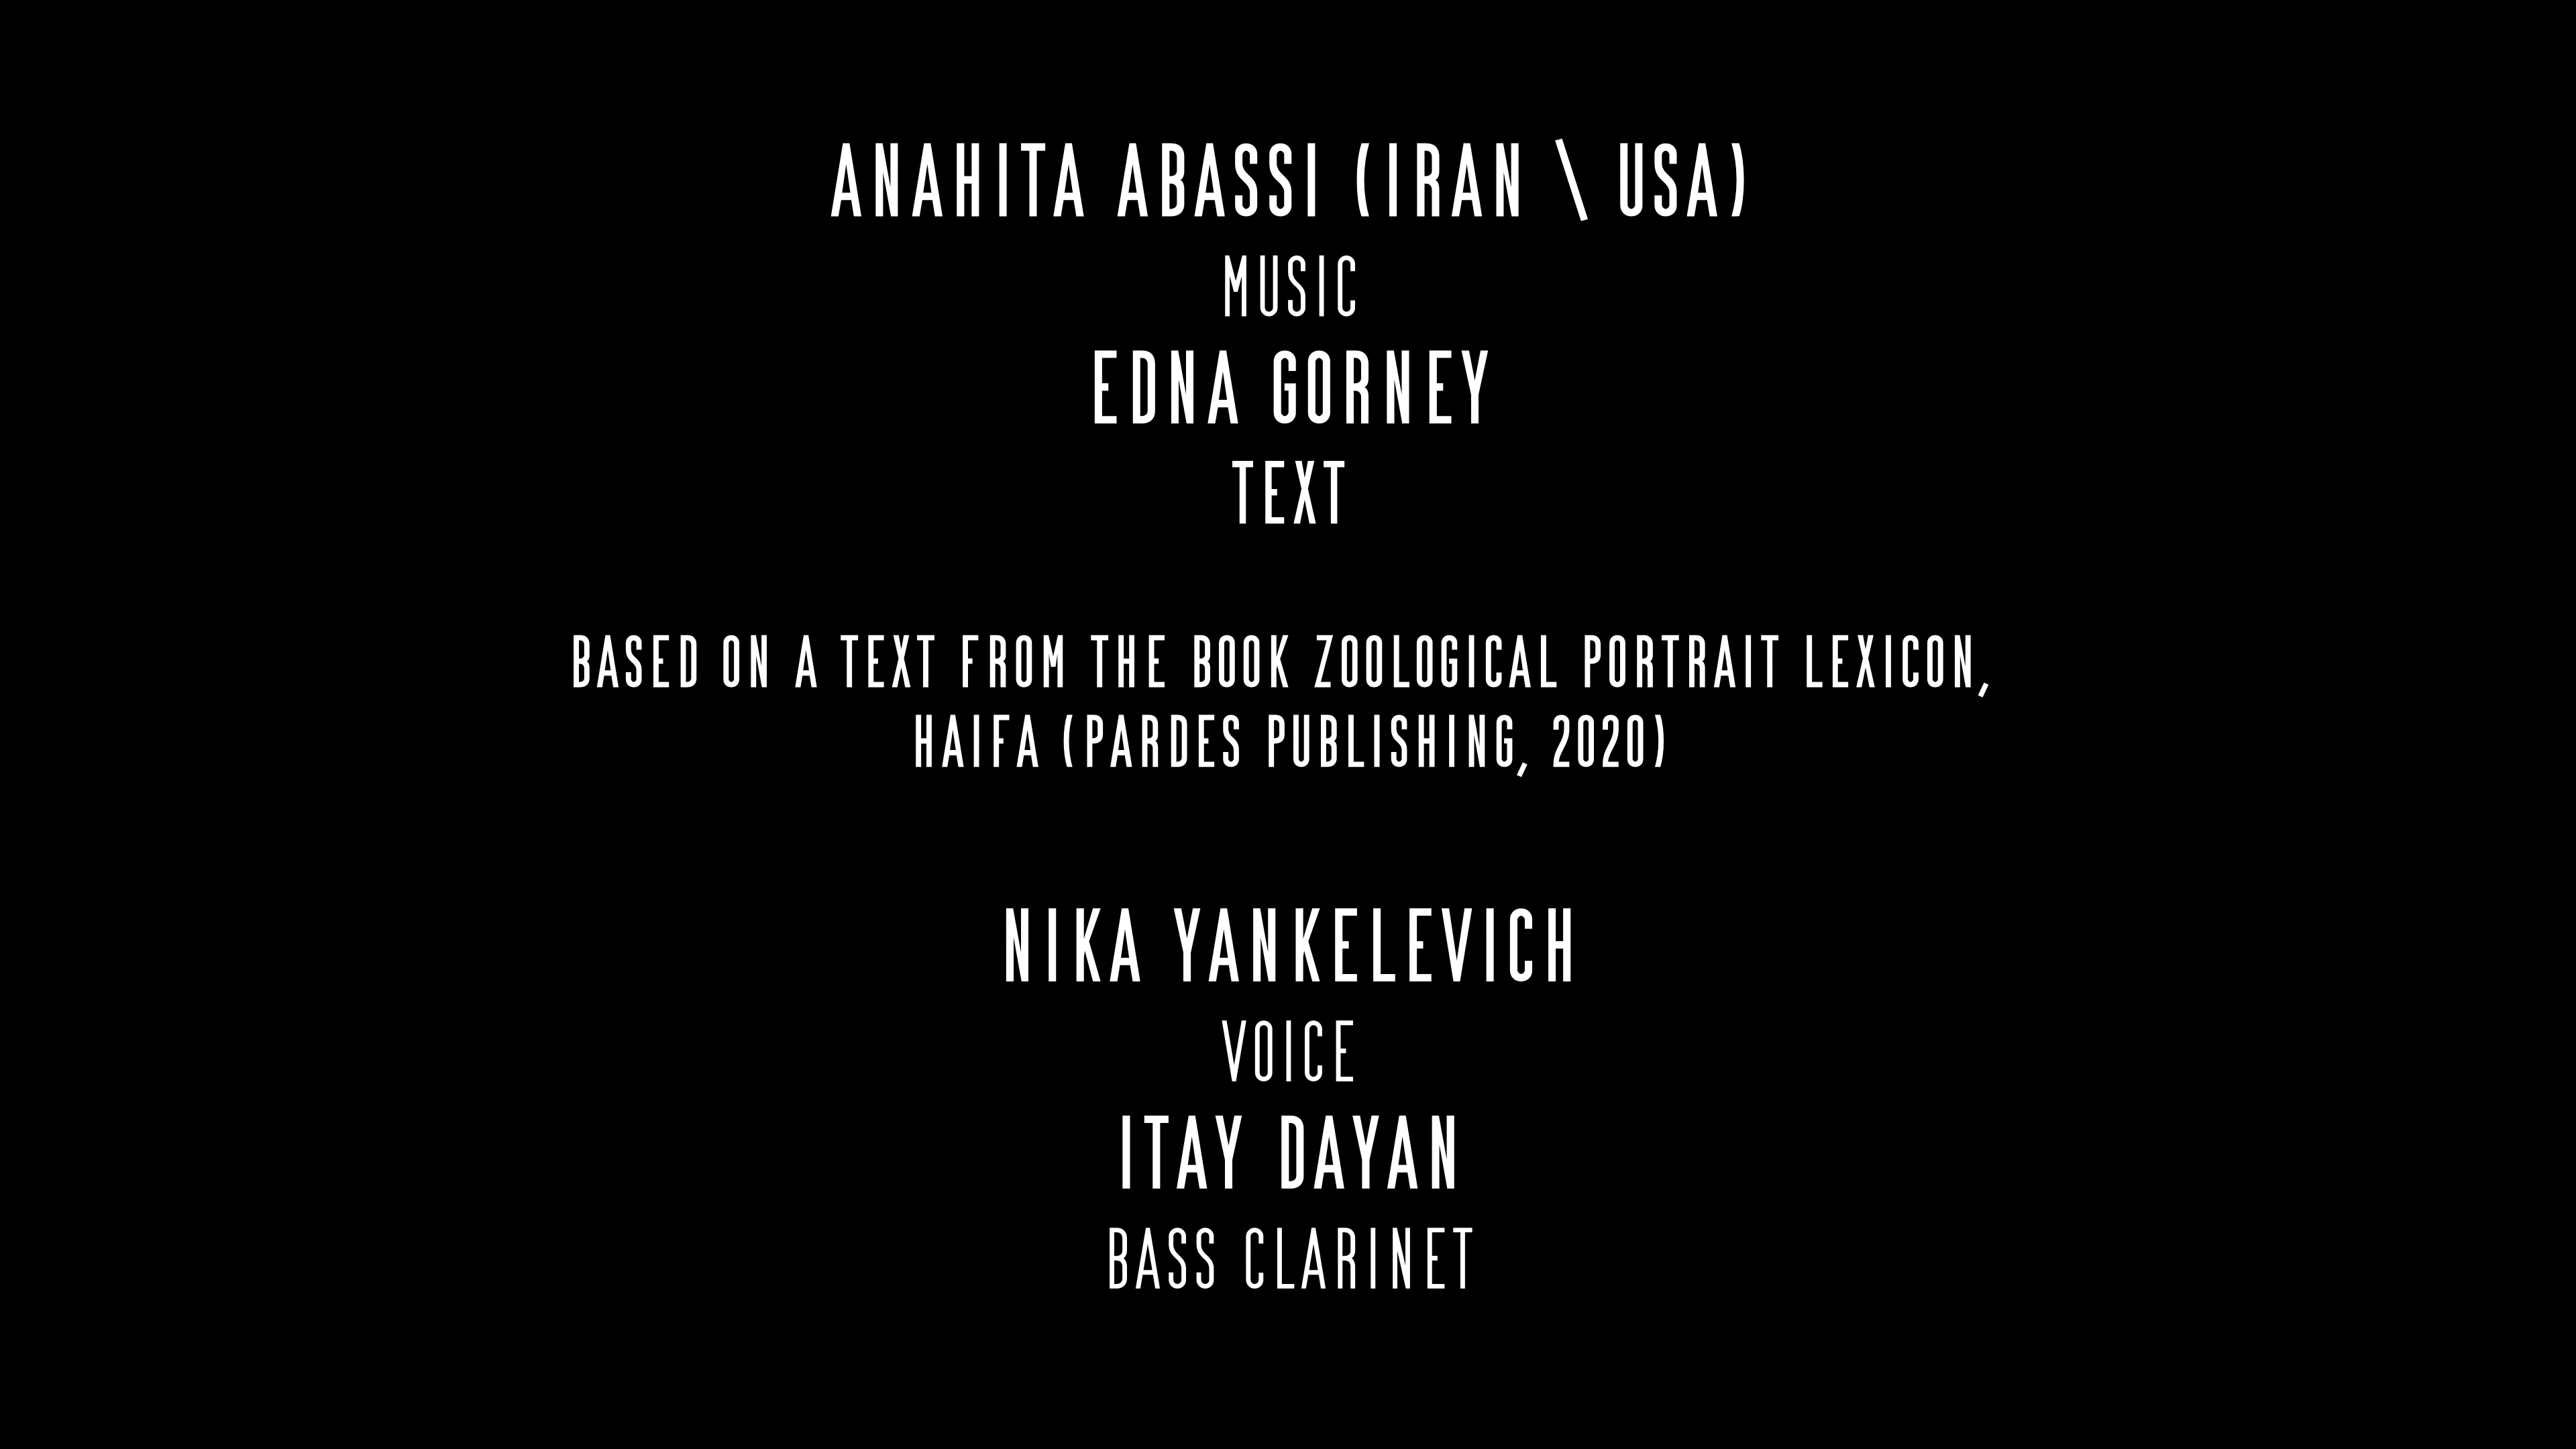 ANAHITA ABASSI (IRAN \ USA)
MUSIC
EDNA GORNEY
TEXT
BASED ON A TEXT FROM THE BOOK ZOOLOGICAL PORTRAIT LEXICON,
HAIFA (PARDES PUBLISHING, 2020)
NIKA YANKELEVICH
VOICE
ITAY DAYAN
BASS CLARINET